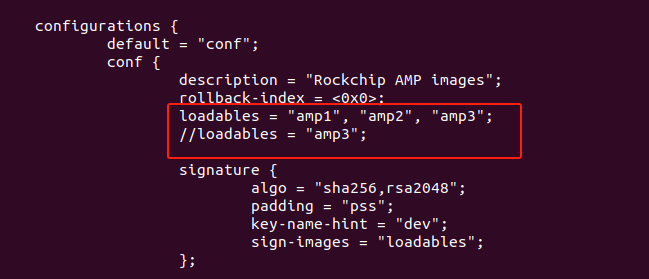 configurations {
default = "conf";
conf {
description = "Rockchip AMP images";
rollback-index = <0x0>;
loadables = "amp1", "amp2", "amp3";
//loadables = "amp3";
signature {
algo = "sha256,rsa2048";
padding = "pss";
key-name-hint = "dev";
sign-images = "loadables";
};